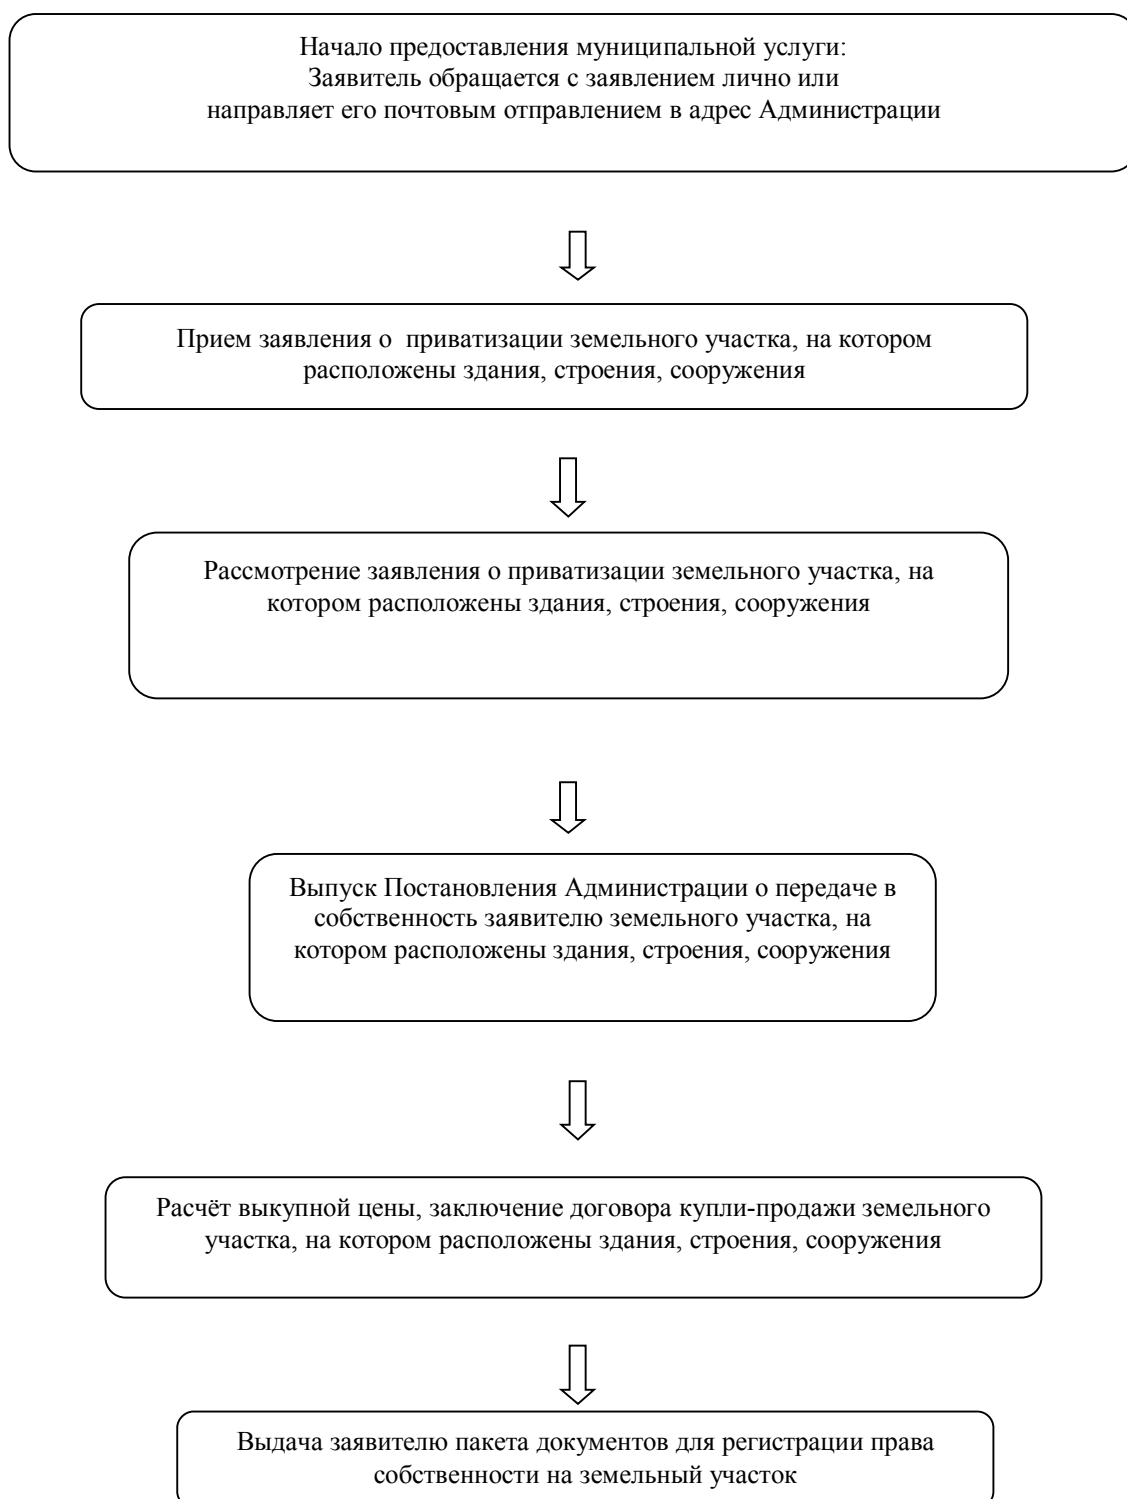 Начало предоставления муниципальной услуги:
Заявитель обращается с заявлением лично или
направляет его почтовым отправлением в адрес Администрации
Прием заявления о  приватизации земельного участка, на котором
расположены здания, строения, сооружения
Рассмотрение заявления о приватизации земельного участка, на
котором расположены здания, строения, сооружения
Выпуск Постановления Администрации о передаче в
собственность заявителю земельного участка, на
котором расположены здания, строения, сооружения
Расчёт выкупной цены, заключение договора купли-продажи земельного
участка, на котором расположены здания, строения, сооружения
Выдача заявителю пакета документов для регистрации права
собственности на земельный участок